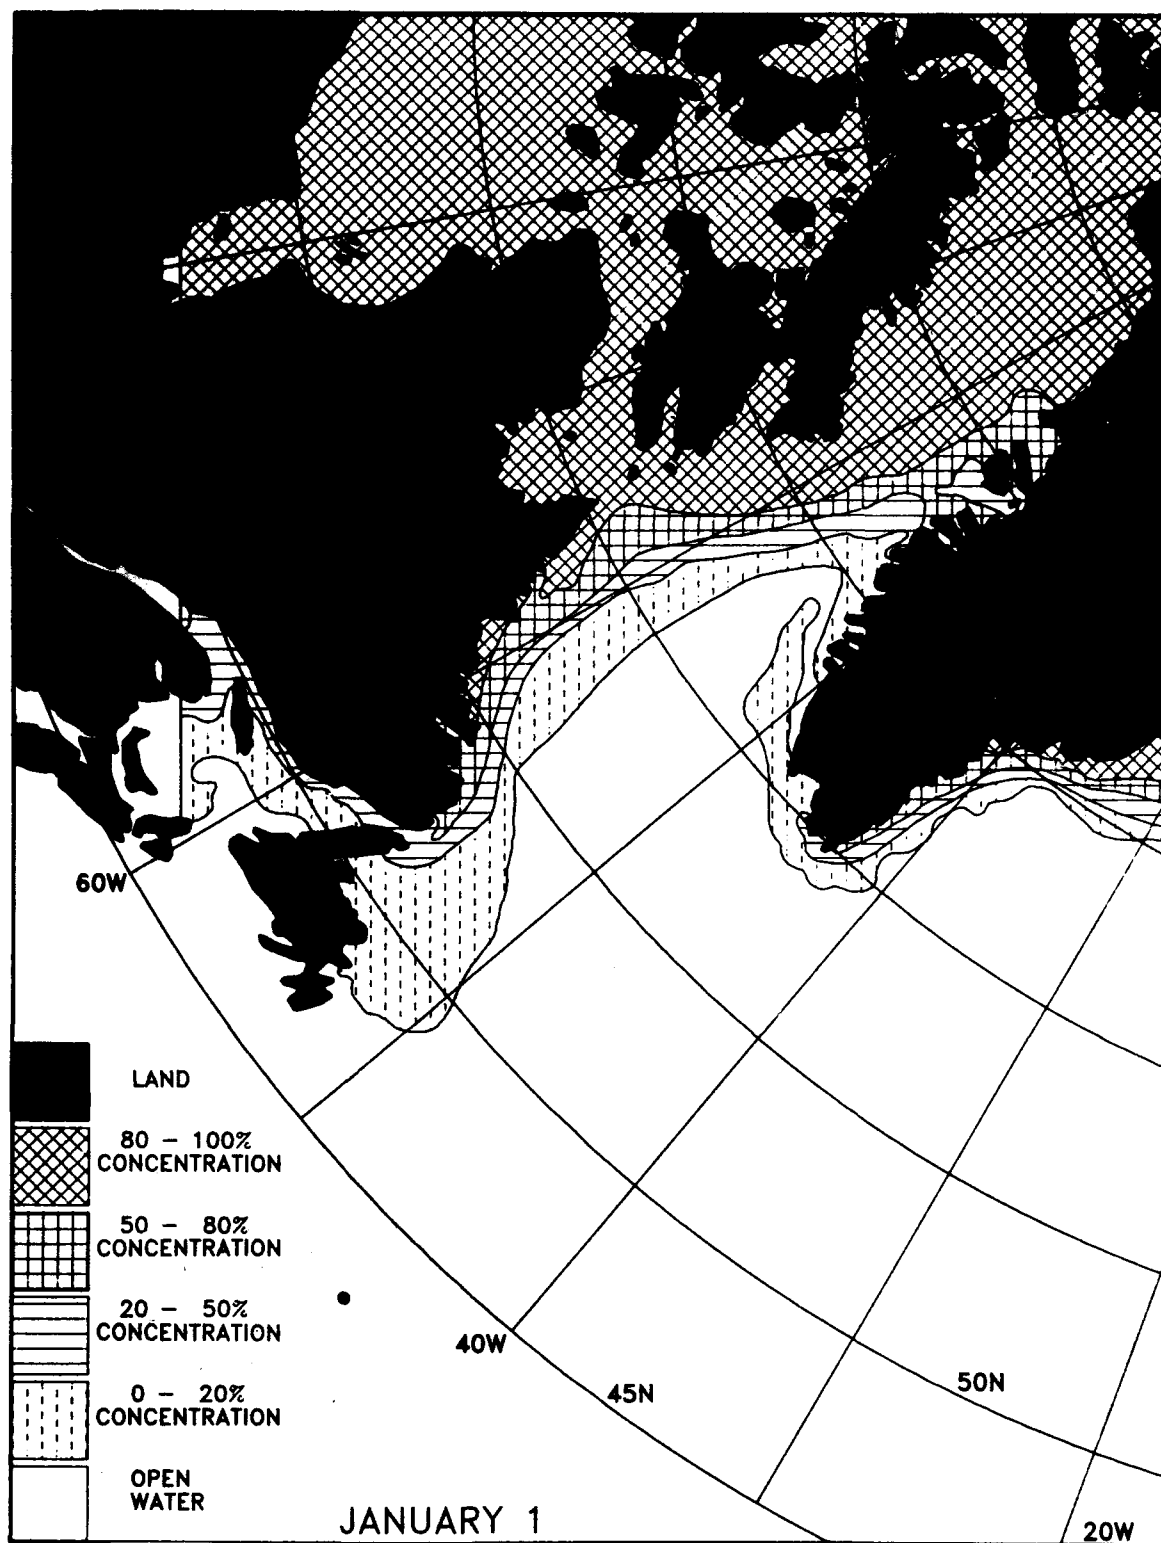 60W
LAND
80 – 100%
CONCENTRATION
50 – 80%
CONCENTRATION
20 – 50%
CONCENTRATION
0 – 20%
CONCENTRATION
OPEN
WATER
40W
45N
50N
20W
JANUARY 1